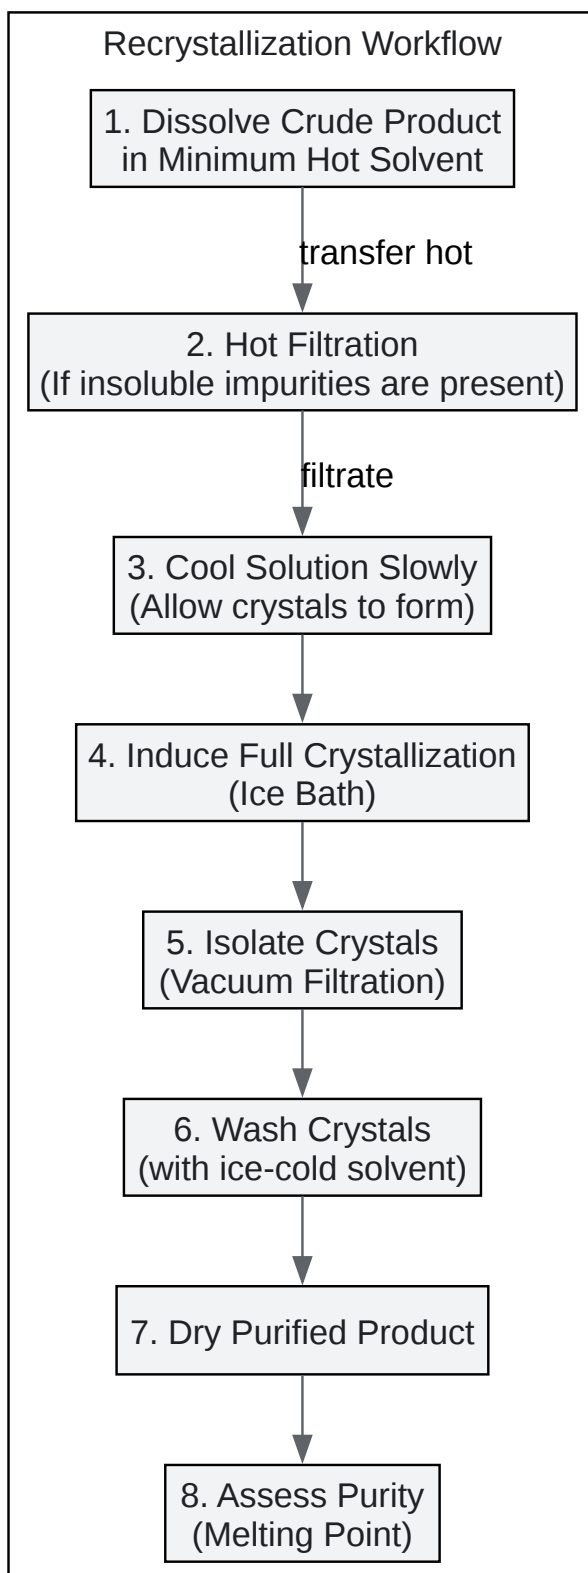 Recrystallization Workflow
1. Dissolve Crude Product
in Minimum Hot Solvent
transfer hot
2. Hot Filtration
(If insoluble impurities are present)
filtrate
3. Cool Solution Slowly
(Allow crystals to form)
4. Induce Full Crystallization
(Ice Bath)
5. Isolate Crystals
(Vacuum Filtration)
6. Wash Crystals
(with ice-cold solvent)
7. Dry Purified Product
8. Assess Purity
(Melting Point)